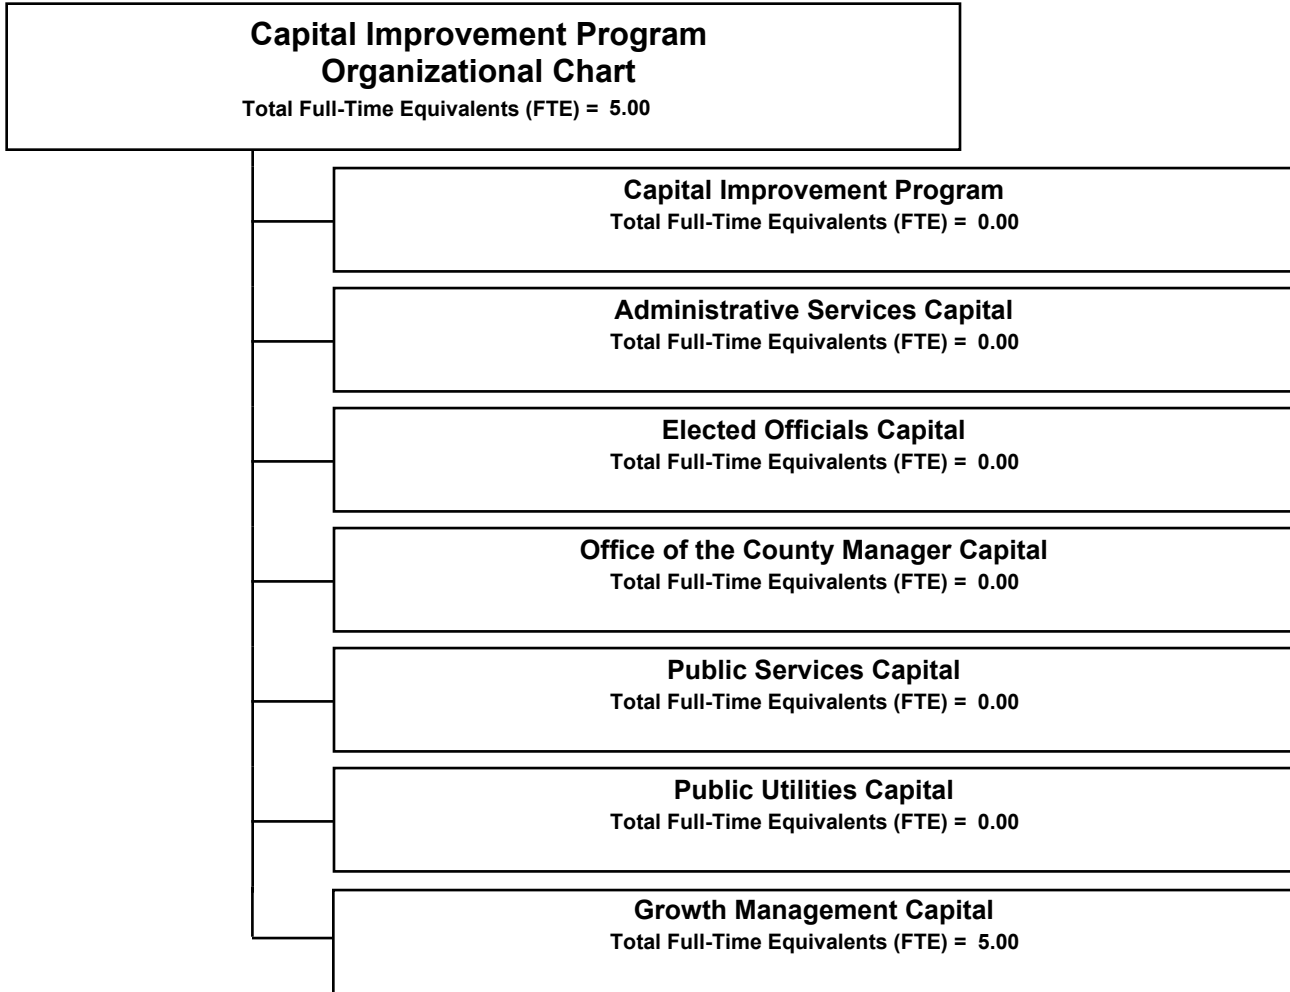 Capital Improvement Program
Organizational Chart
Total Full-Time Equivalents (FTE) = 5.00
Capital Improvement Program
Total Full-Time Equivalents (FTE) = 0.00
Administrative Services Capital
Total Full-Time Equivalents (FTE) = 0.00
Elected Officials Capital
Total Full-Time Equivalents (FTE) = 0.00
Office of the County Manager Capital
Total Full-Time Equivalents (FTE) = 0.00
Public Services Capital
Total Full-Time Equivalents (FTE) = 0.00
Public Utilities Capital
Total Full-Time Equivalents (FTE) = 0.00
Growth Management Capital
Total Full-Time Equivalents (FTE) = 5.00